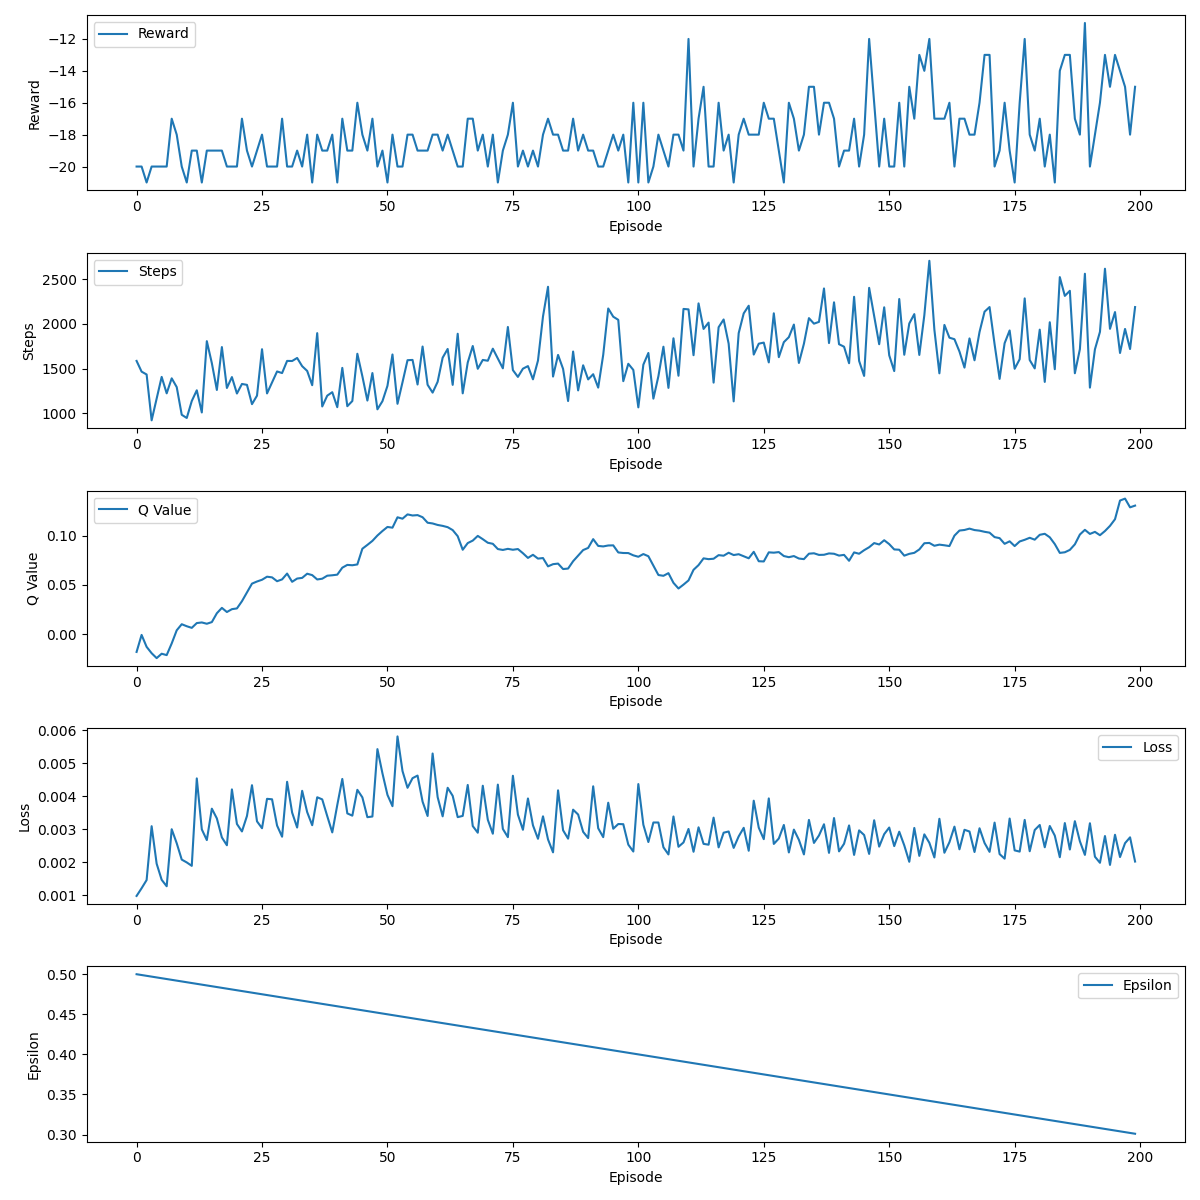 Reward
−12
−14
−16
−18
−20
Reward
0 25 50 75 100 125 150 175 200
Episode
Steps
2500
2000
1500
1000
Steps
0 25 50 75 100 125 150 175 200
Episode
Q Value
0.10
0.05
0.00
Q Value
0 25 50 75 100 125 150 175 200
Episode
Loss
0.006
0.005
0.004
0.003
0.002
0.001
Loss
0 25 50 75 100 125 150 175 200
Episode
Epsilon
0.50
0.45
0.40
0.35
0.30
Epsilon
0 25 50 75 100 125 150 175 200
Episode